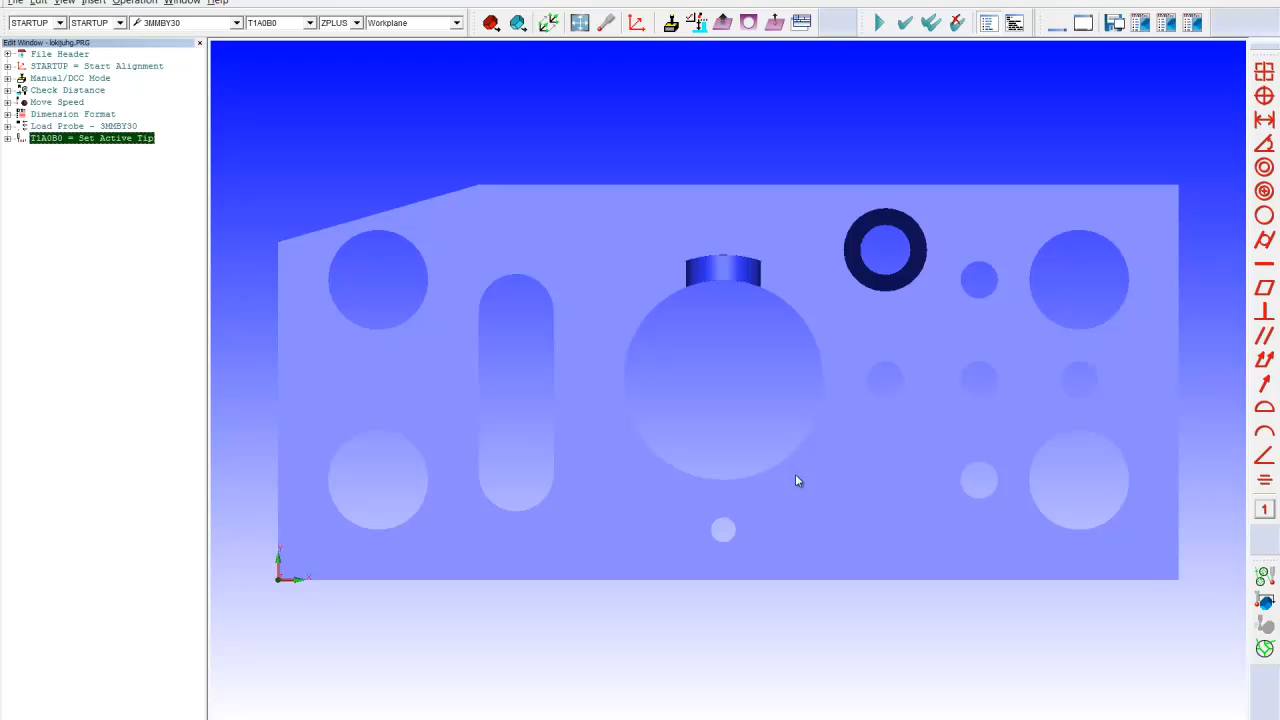 File Edit View Insert Operation Window Help
STARTUP STARTUP 3MMBY30 T1A0B0 ZPLUS Workplane
Edit Window - lokijuhg.PRG
File Header
STARTUP = Start Alignment
Manual/DCC Mode
Check Distance
Move Speed
Dimension Format
Load Probe - 3MMBY30
T1A0B0 = Set Active Tip
Y
X
1